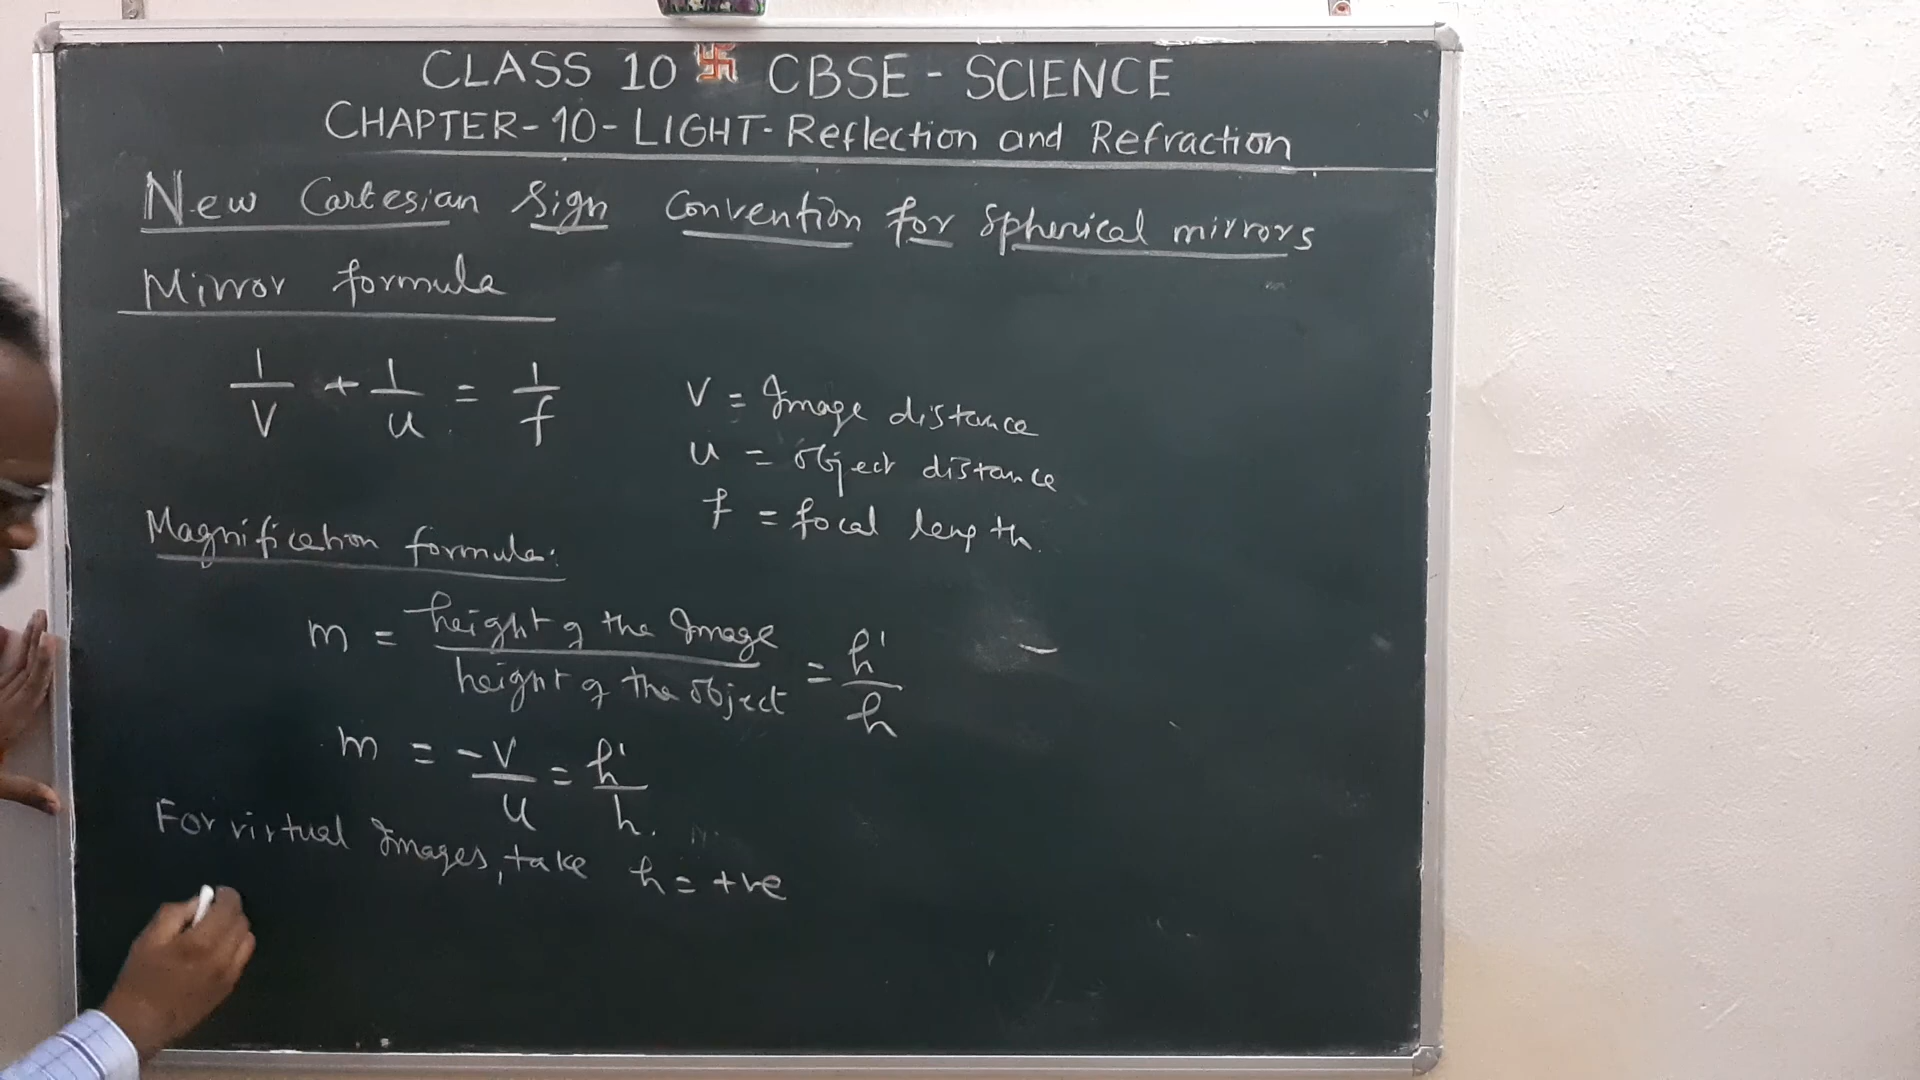 CLASS 10 卐 CBSE - SCIENCE
CHAPTER-10-LIGHT-Reflection and Refraction
New Cartesian Sign Convention for Spherical mirrors
Mirror formula
1/V + 1/u = 1/f
V = Image distance
u = object distance
f = focal length.
Magnification formula:
m = height of the Image / height of the object = h'/h
m = -V/u = h'/h.
For virtual Images, take h = +ve